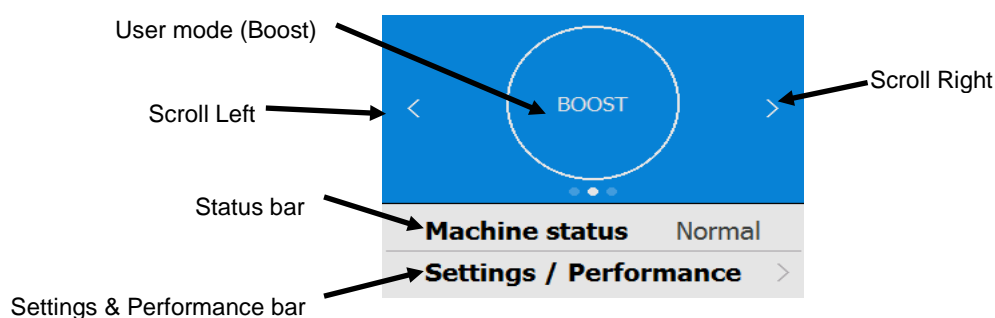 User mode (Boost)
Scroll Right
BOOST
Scroll Left
Status bar
Machine status Normal
Settings / Performance
Settings & Performance bar